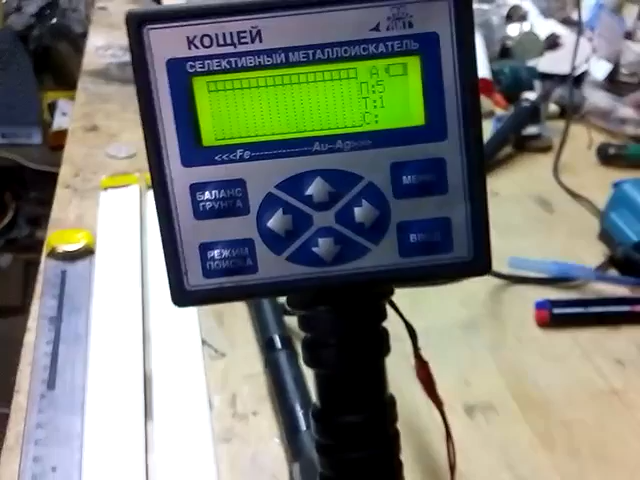 КОЩЕЙ
СЕЛЕКТИВНЫЙ МЕТАЛЛОИСКАТЕЛЬ
А
П:5
Т:1
С:
<<<Fe--------------Au-Ag>>>>
БАЛАНС
ГРУНТА
МЕНЮ
РЕЖИМ
ПОИСКА
ВВОД